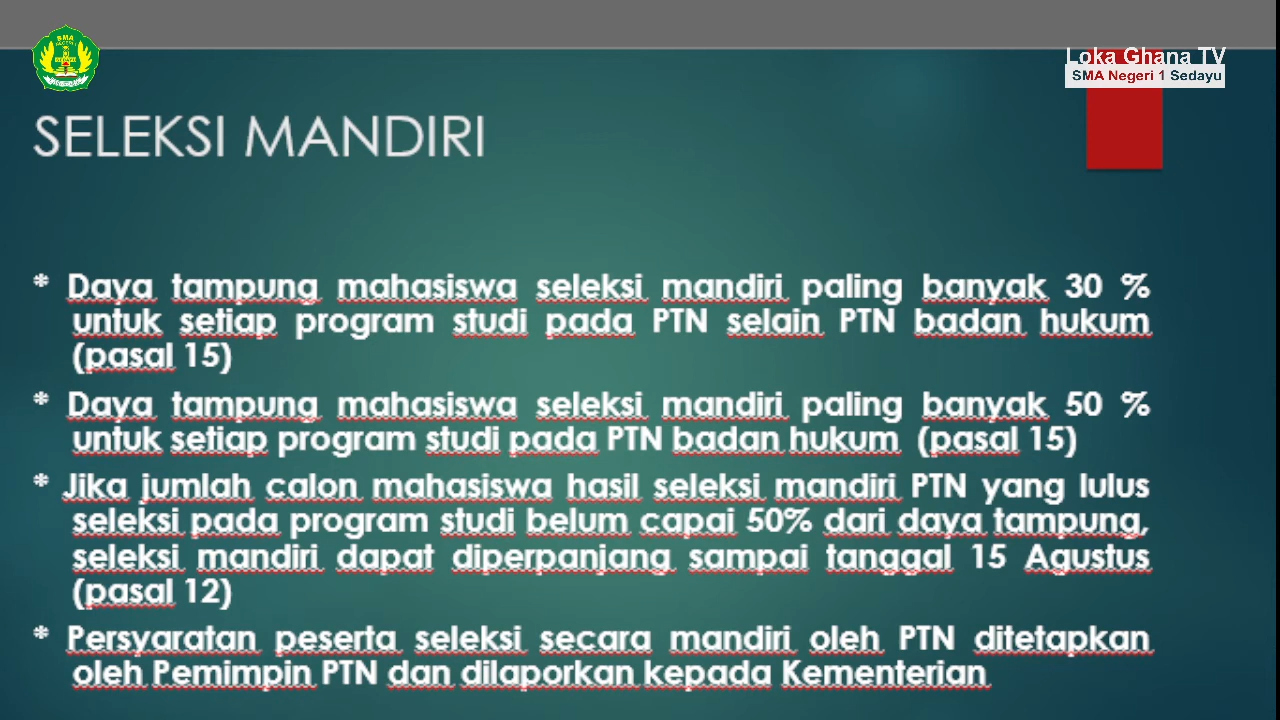 SMA
Loka Ghana TV
SMA Negeri 1 Sedayu
SELEKSI MANDIRI
* Daya tampung mahasiswa seleksi mandiri paling banyak 30 %
untuk setiap program studi pada PTN selain PTN badan hukum
(pasal 15)
* Daya tampung mahasiswa seleksi mandiri paling banyak 50 %
untuk setiap program studi pada PTN badan hukum (pasal 15)
* Jika jumlah calon mahasiswa hasil seleksi mandiri PTN yang lulus
seleksi pada program studi belum capai 50% dari daya tampung,
seleksi mandiri dapat diperpanjang sampai tanggal 15 Agustus
(pasal 12)
* Persyaratan peserta seleksi secara mandiri oleh PTN ditetapkan
oleh Pemimpin PTN dan dilaporkan kepada Kementerian